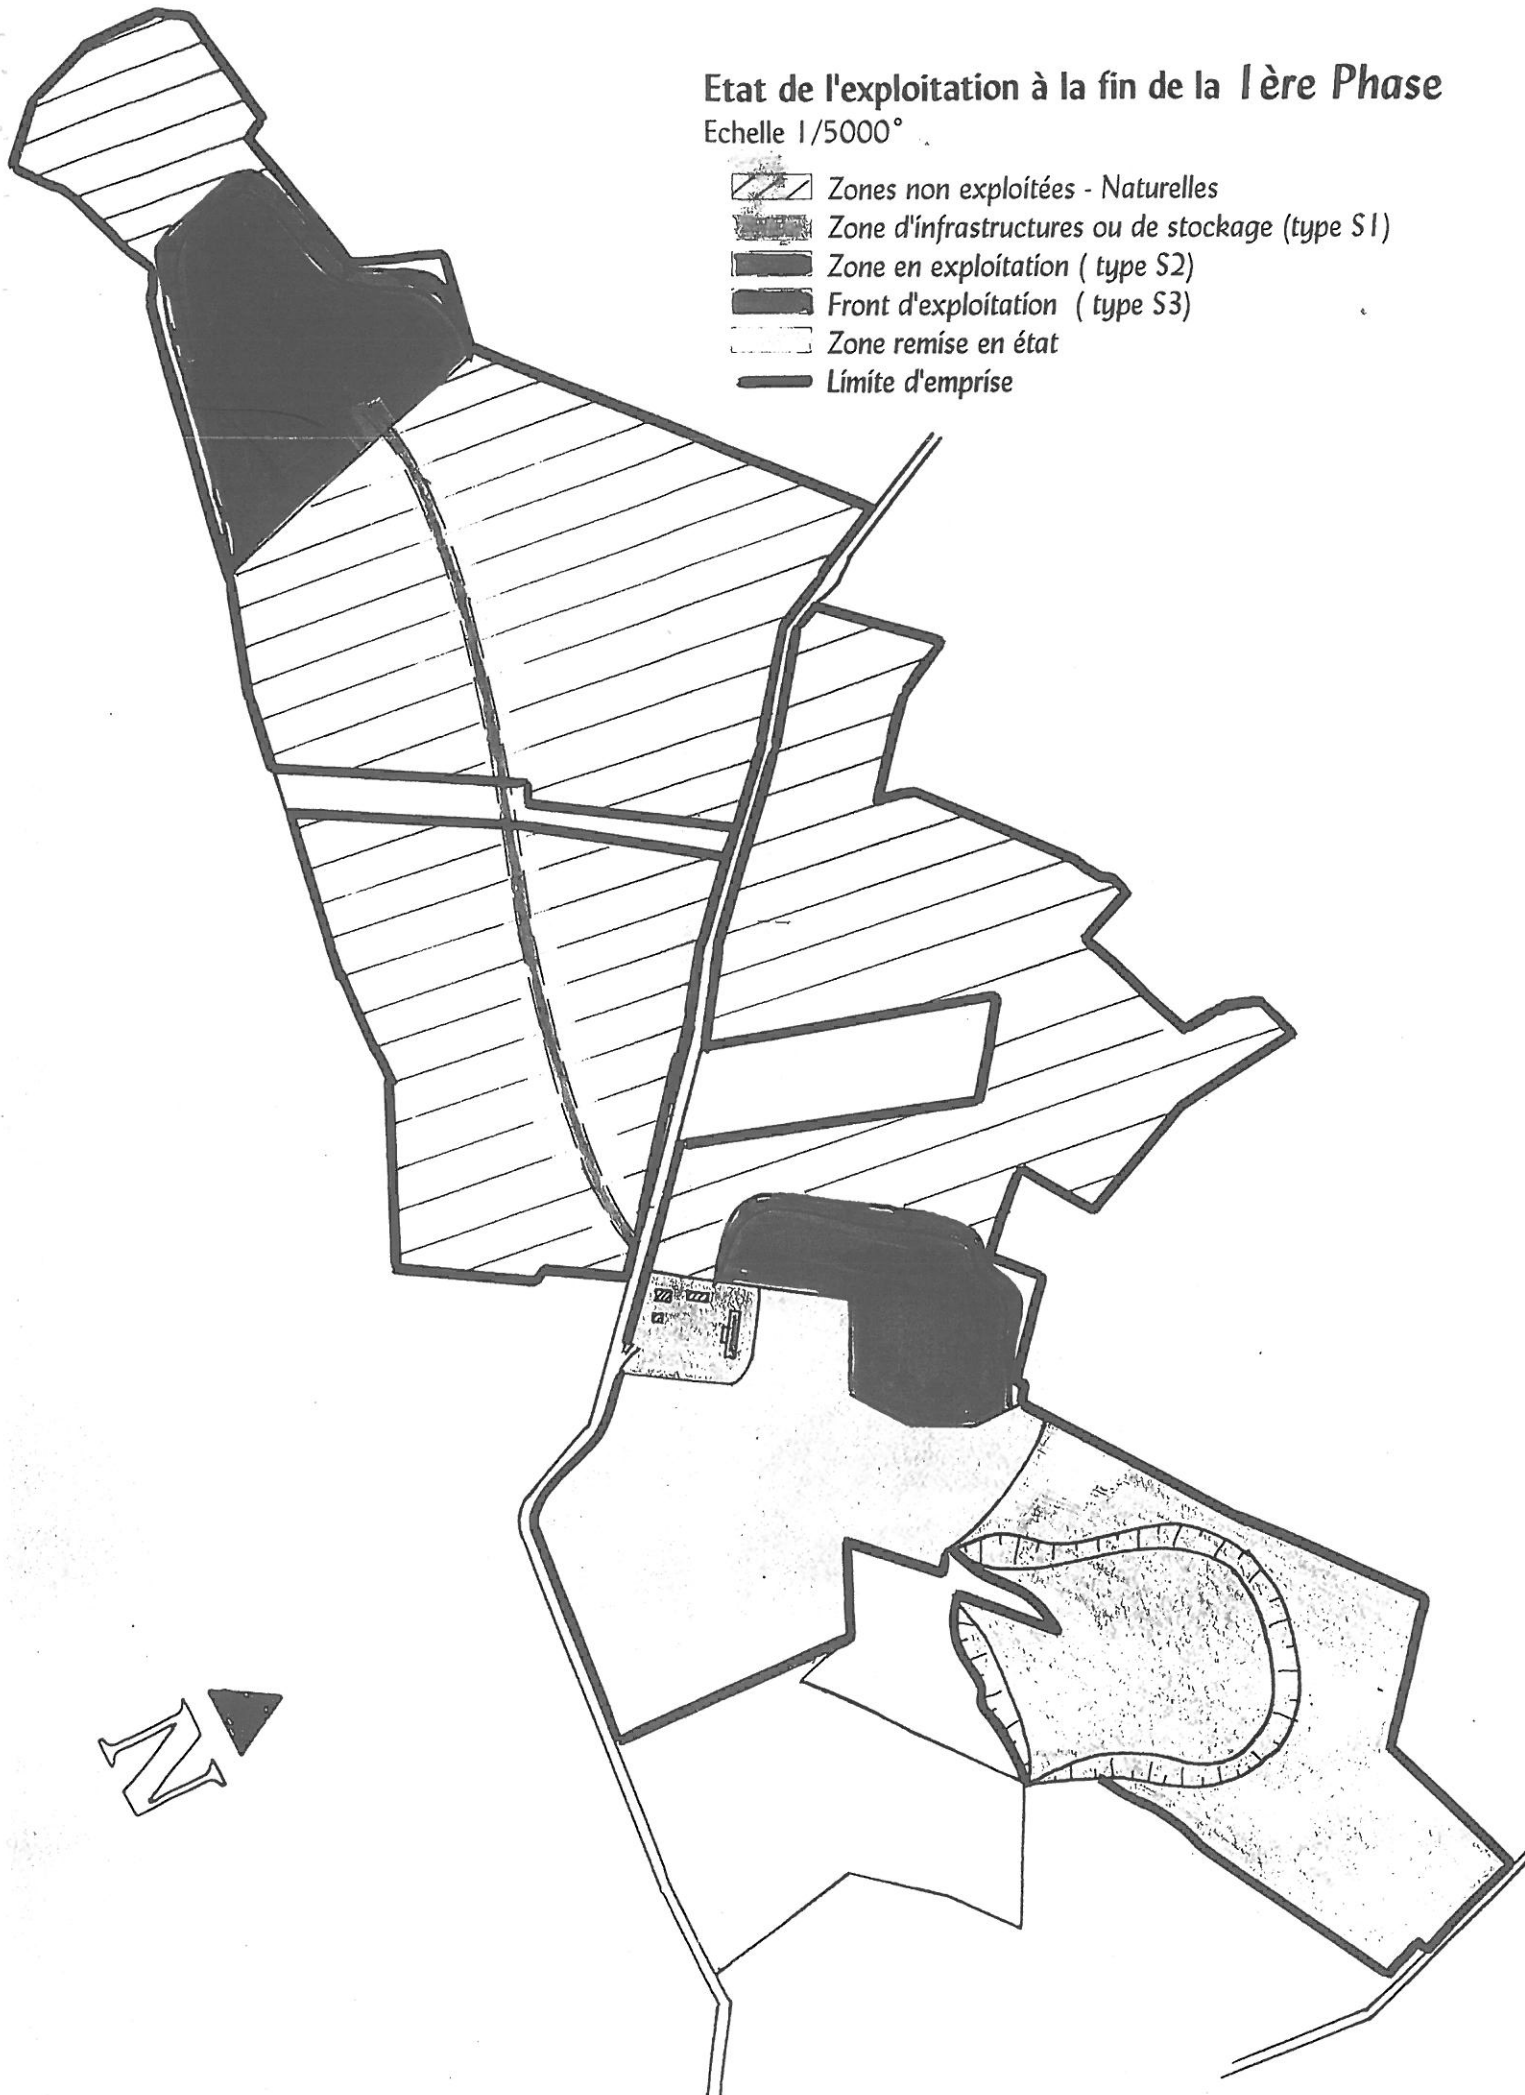 Etat de l'exploitation à la fin de la 1ère Phase
Echelle 1/5000°
Zones non exploitées - Naturelles
Zone d'infrastructures ou de stockage (type S1)
Zone en exploitation ( type S2)
Front d'exploitation ( type S3)
Zone remise en état
Limite d'emprise
N